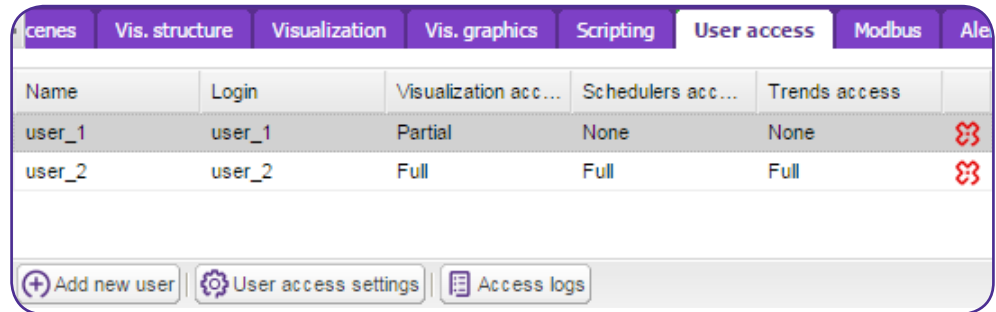 cenes Vis. structure Visualization Vis. graphics Scripting User access Modbus Ale
Name Login Visualization acc... Schedulers acc... Trends access
user_1 user_1 Partial None None
user_2 user_2 Full Full Full
Add new user User access settings Access logs